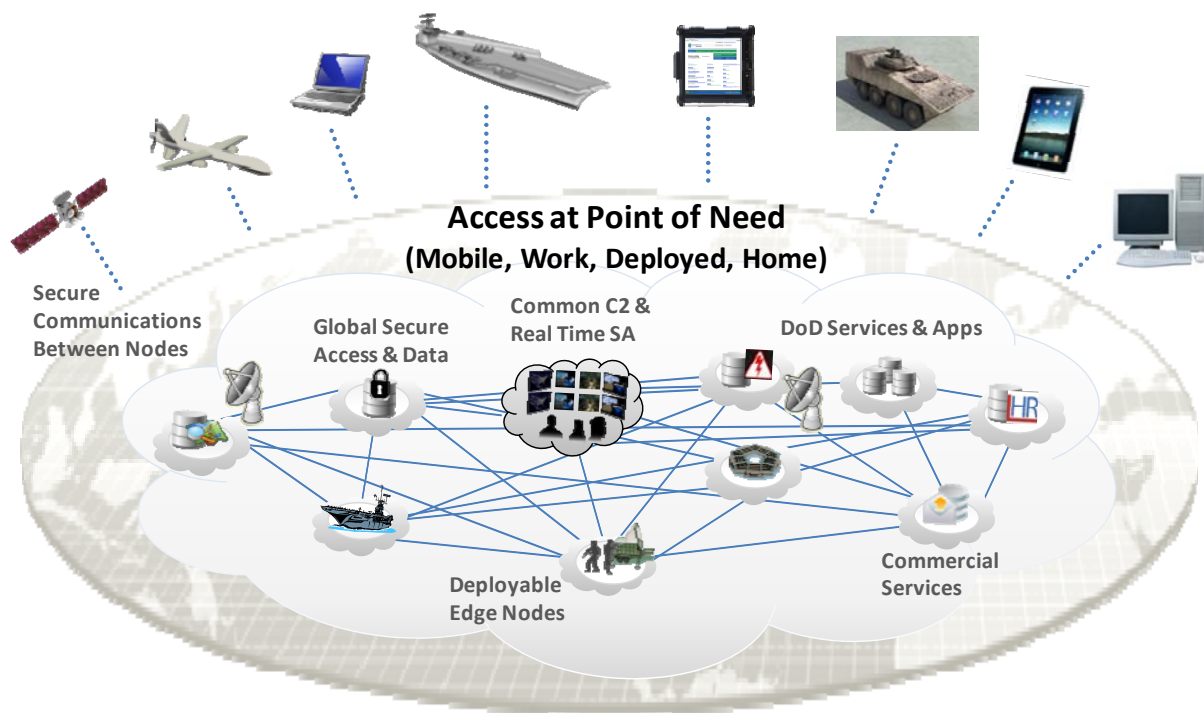 Access at Point of Need
(Mobile, Work, Deployed, Home)
Secure
Communications
Between Nodes
Global Secure
Access & Data
Common C2 &
Real Time SA
DoD Services & Apps
HR
Deployable
Edge Nodes
Commercial
Services